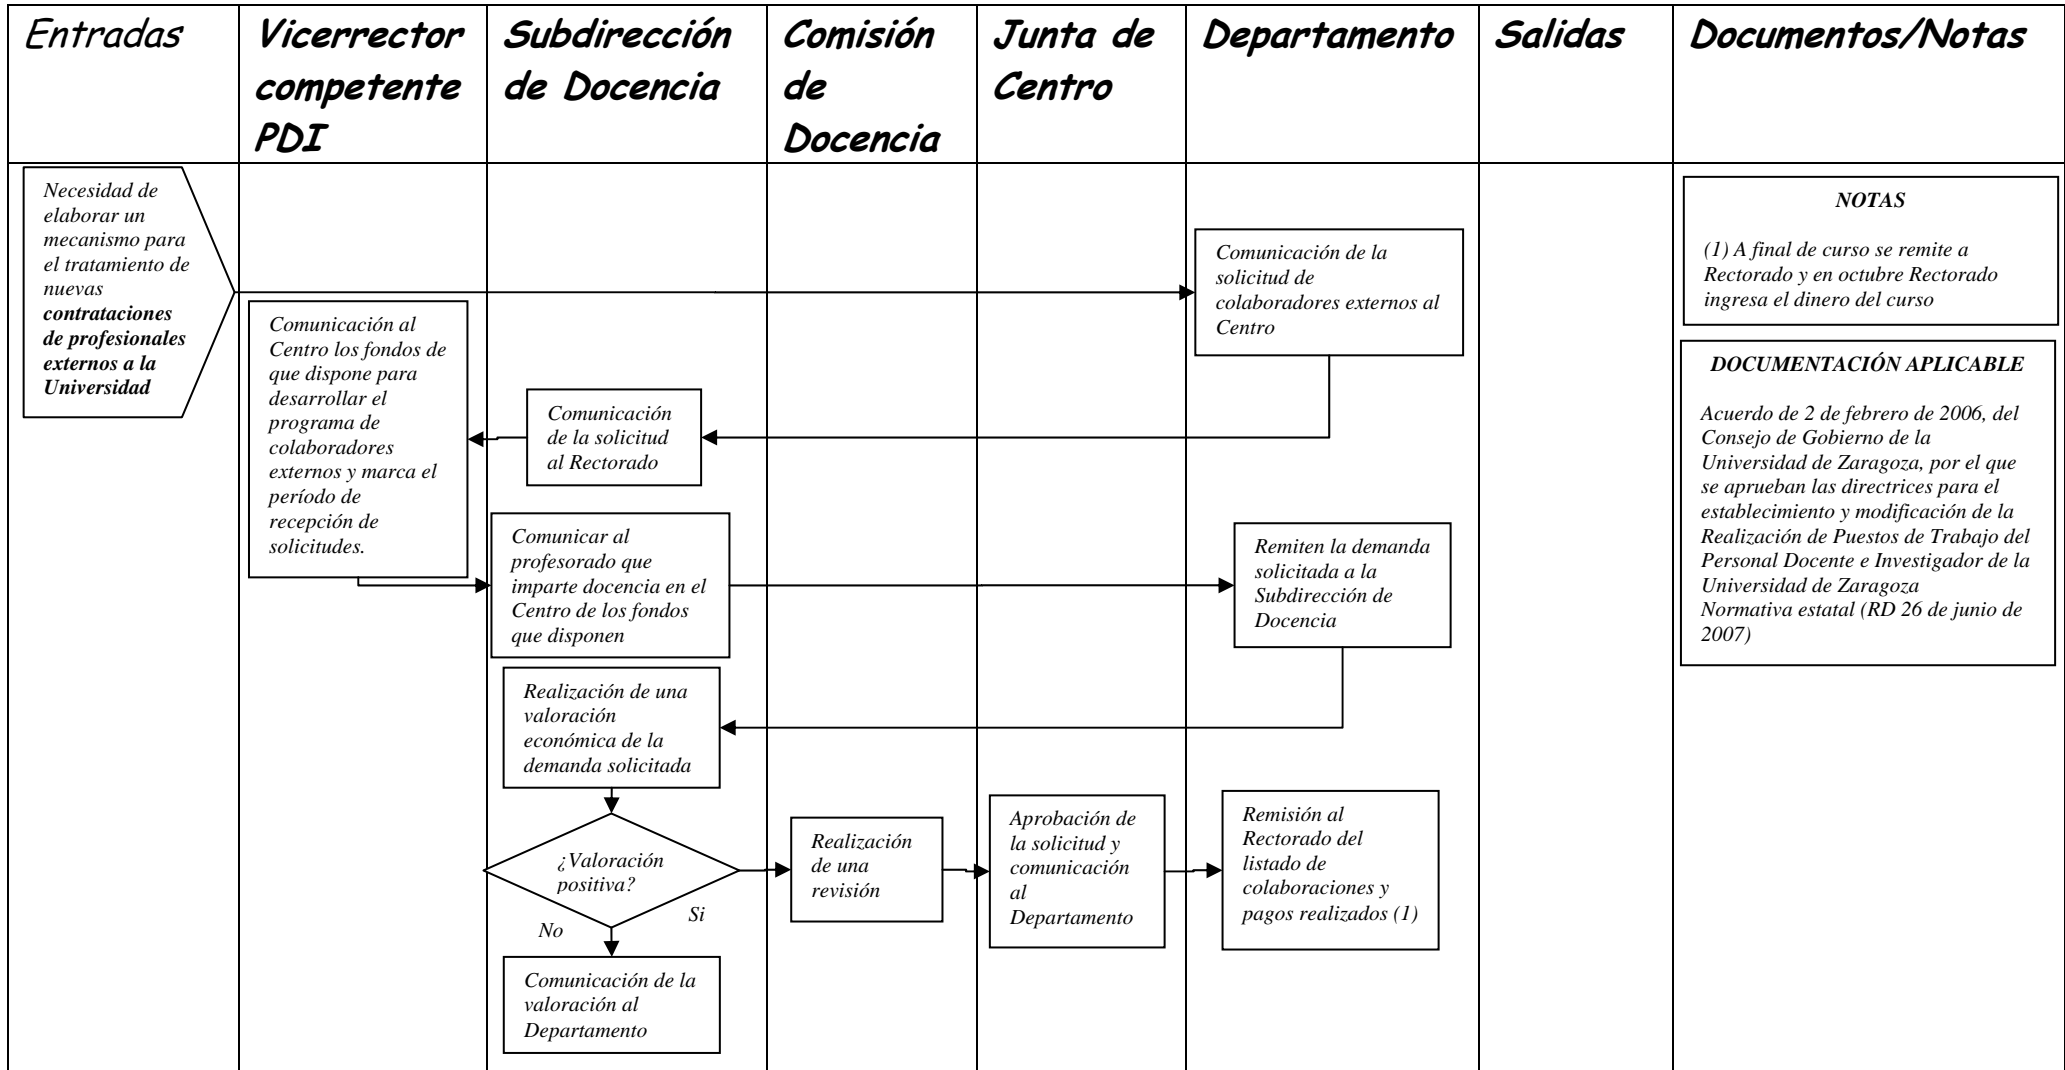 Entradas
Vicerrector
competente
PDI
Subdirección
de Docencia
Comisión
de
Docencia
Junta de
Centro
Departamento
Salidas
Documentos/Notas
Necesidad de
elaborar un
mecanismo para
el tratamiento de
nuevas
contrataciones
de profesionales
externos a la
Universidad
Comunicación de la
solicitud de
colaboradores externos al
Centro
NOTAS
(1) A final de curso se remite a
Rectorado y en octubre Rectorado
ingresa el dinero del curso
Comunicación al
Centro los fondos de
que dispone para
desarrollar el
programa de
colaboradores
externos y marca el
período de
recepción de
solicitudes.
Comunicación
de la solicitud
al Rectorado
DOCUMENTACIÓN APLICABLE
Acuerdo de 2 de febrero de 2006, del
Consejo de Gobierno de la
Universidad de Zaragoza, por el que
se aprueban las directrices para el
establecimiento y modificación de la
Realización de Puestos de Trabajo del
Personal Docente e Investigador de la
Universidad de Zaragoza
Normativa estatal (RD 26 de junio de
2007)
Comunicar al
profesorado que
imparte docencia en el
Centro de los fondos
que disponen
Remiten la demanda
solicitada a la
Subdirección de
Docencia
Realización de una
valoración
económica de la
demanda solicitada
¿Valoración
positiva?
Si
No
Realización
de una
revisión
Aprobación de
la solicitud y
comunicación
al
Departamento
Remisión al
Rectorado del
listado de
colaboraciones y
pagos realizados (1)
Comunicación de la
valoración al
Departamento